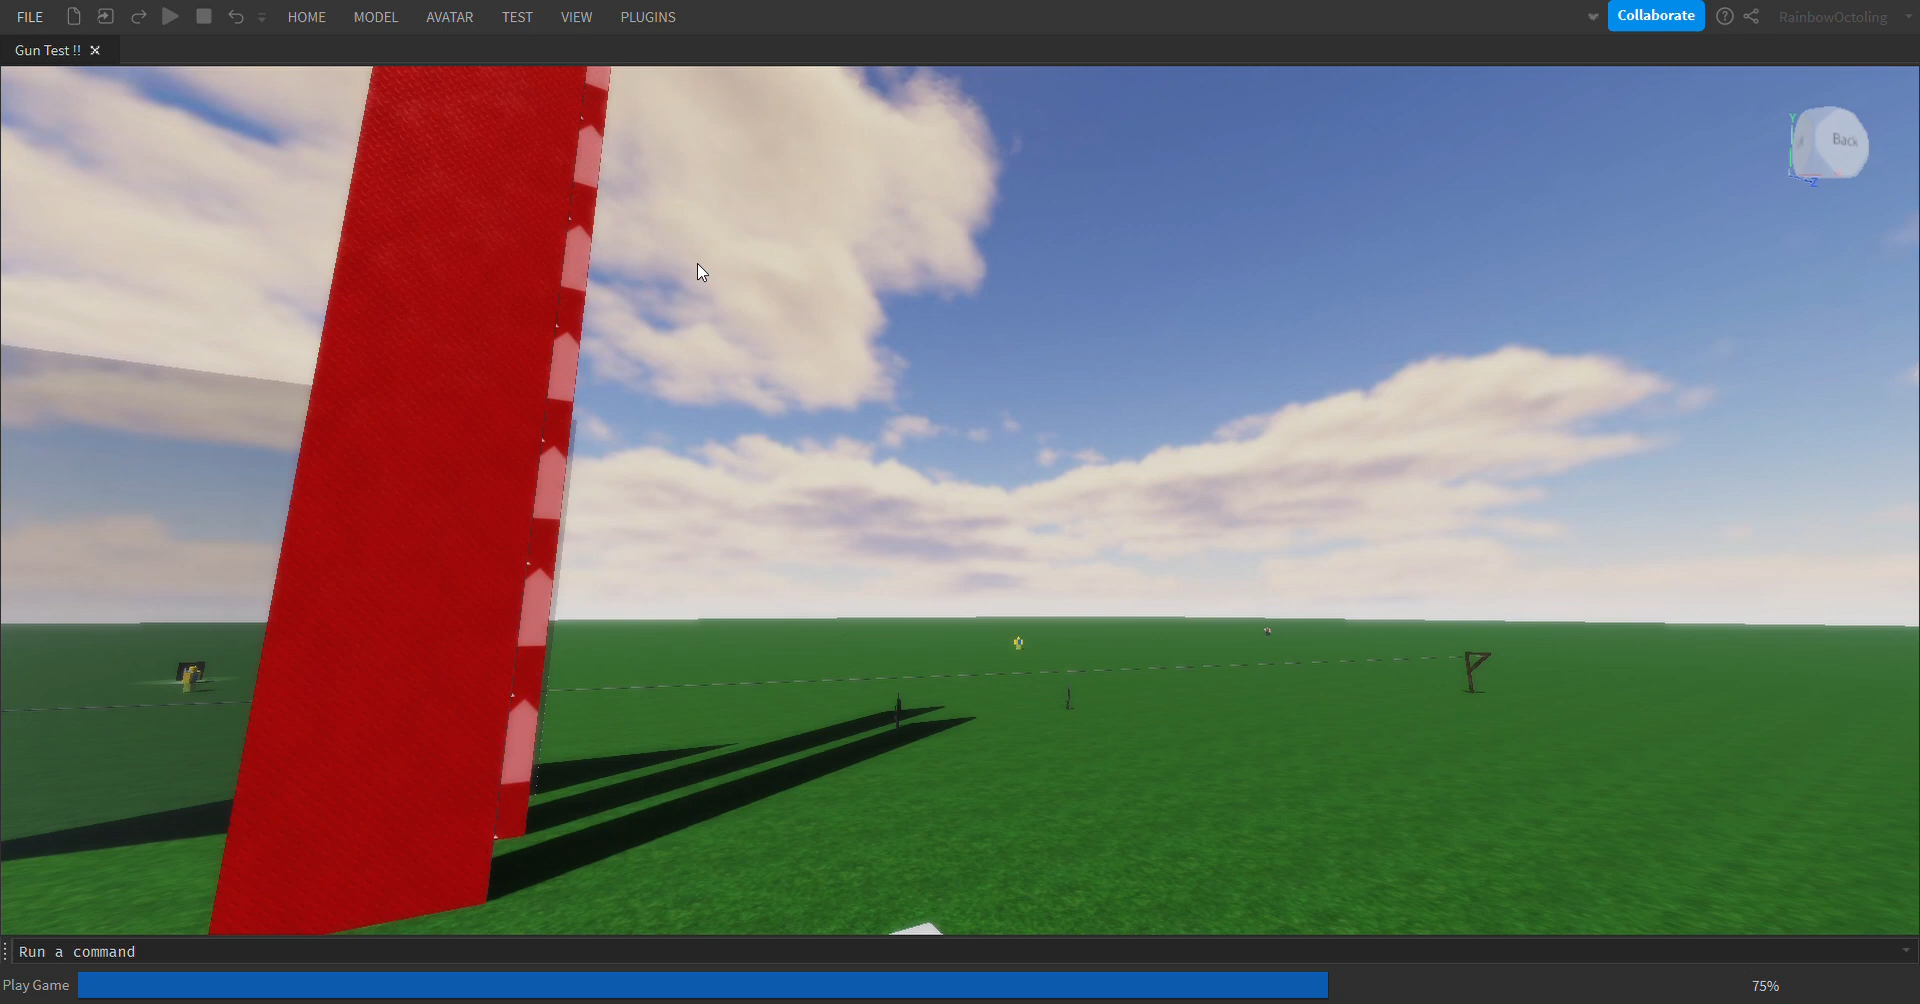 FILE HOME MODEL AVATAR TEST VIEW PLUGINS Collaborate RainbowOctoling
Gun Test !!
Y
Back
Z
Run a command
Play Game 75%